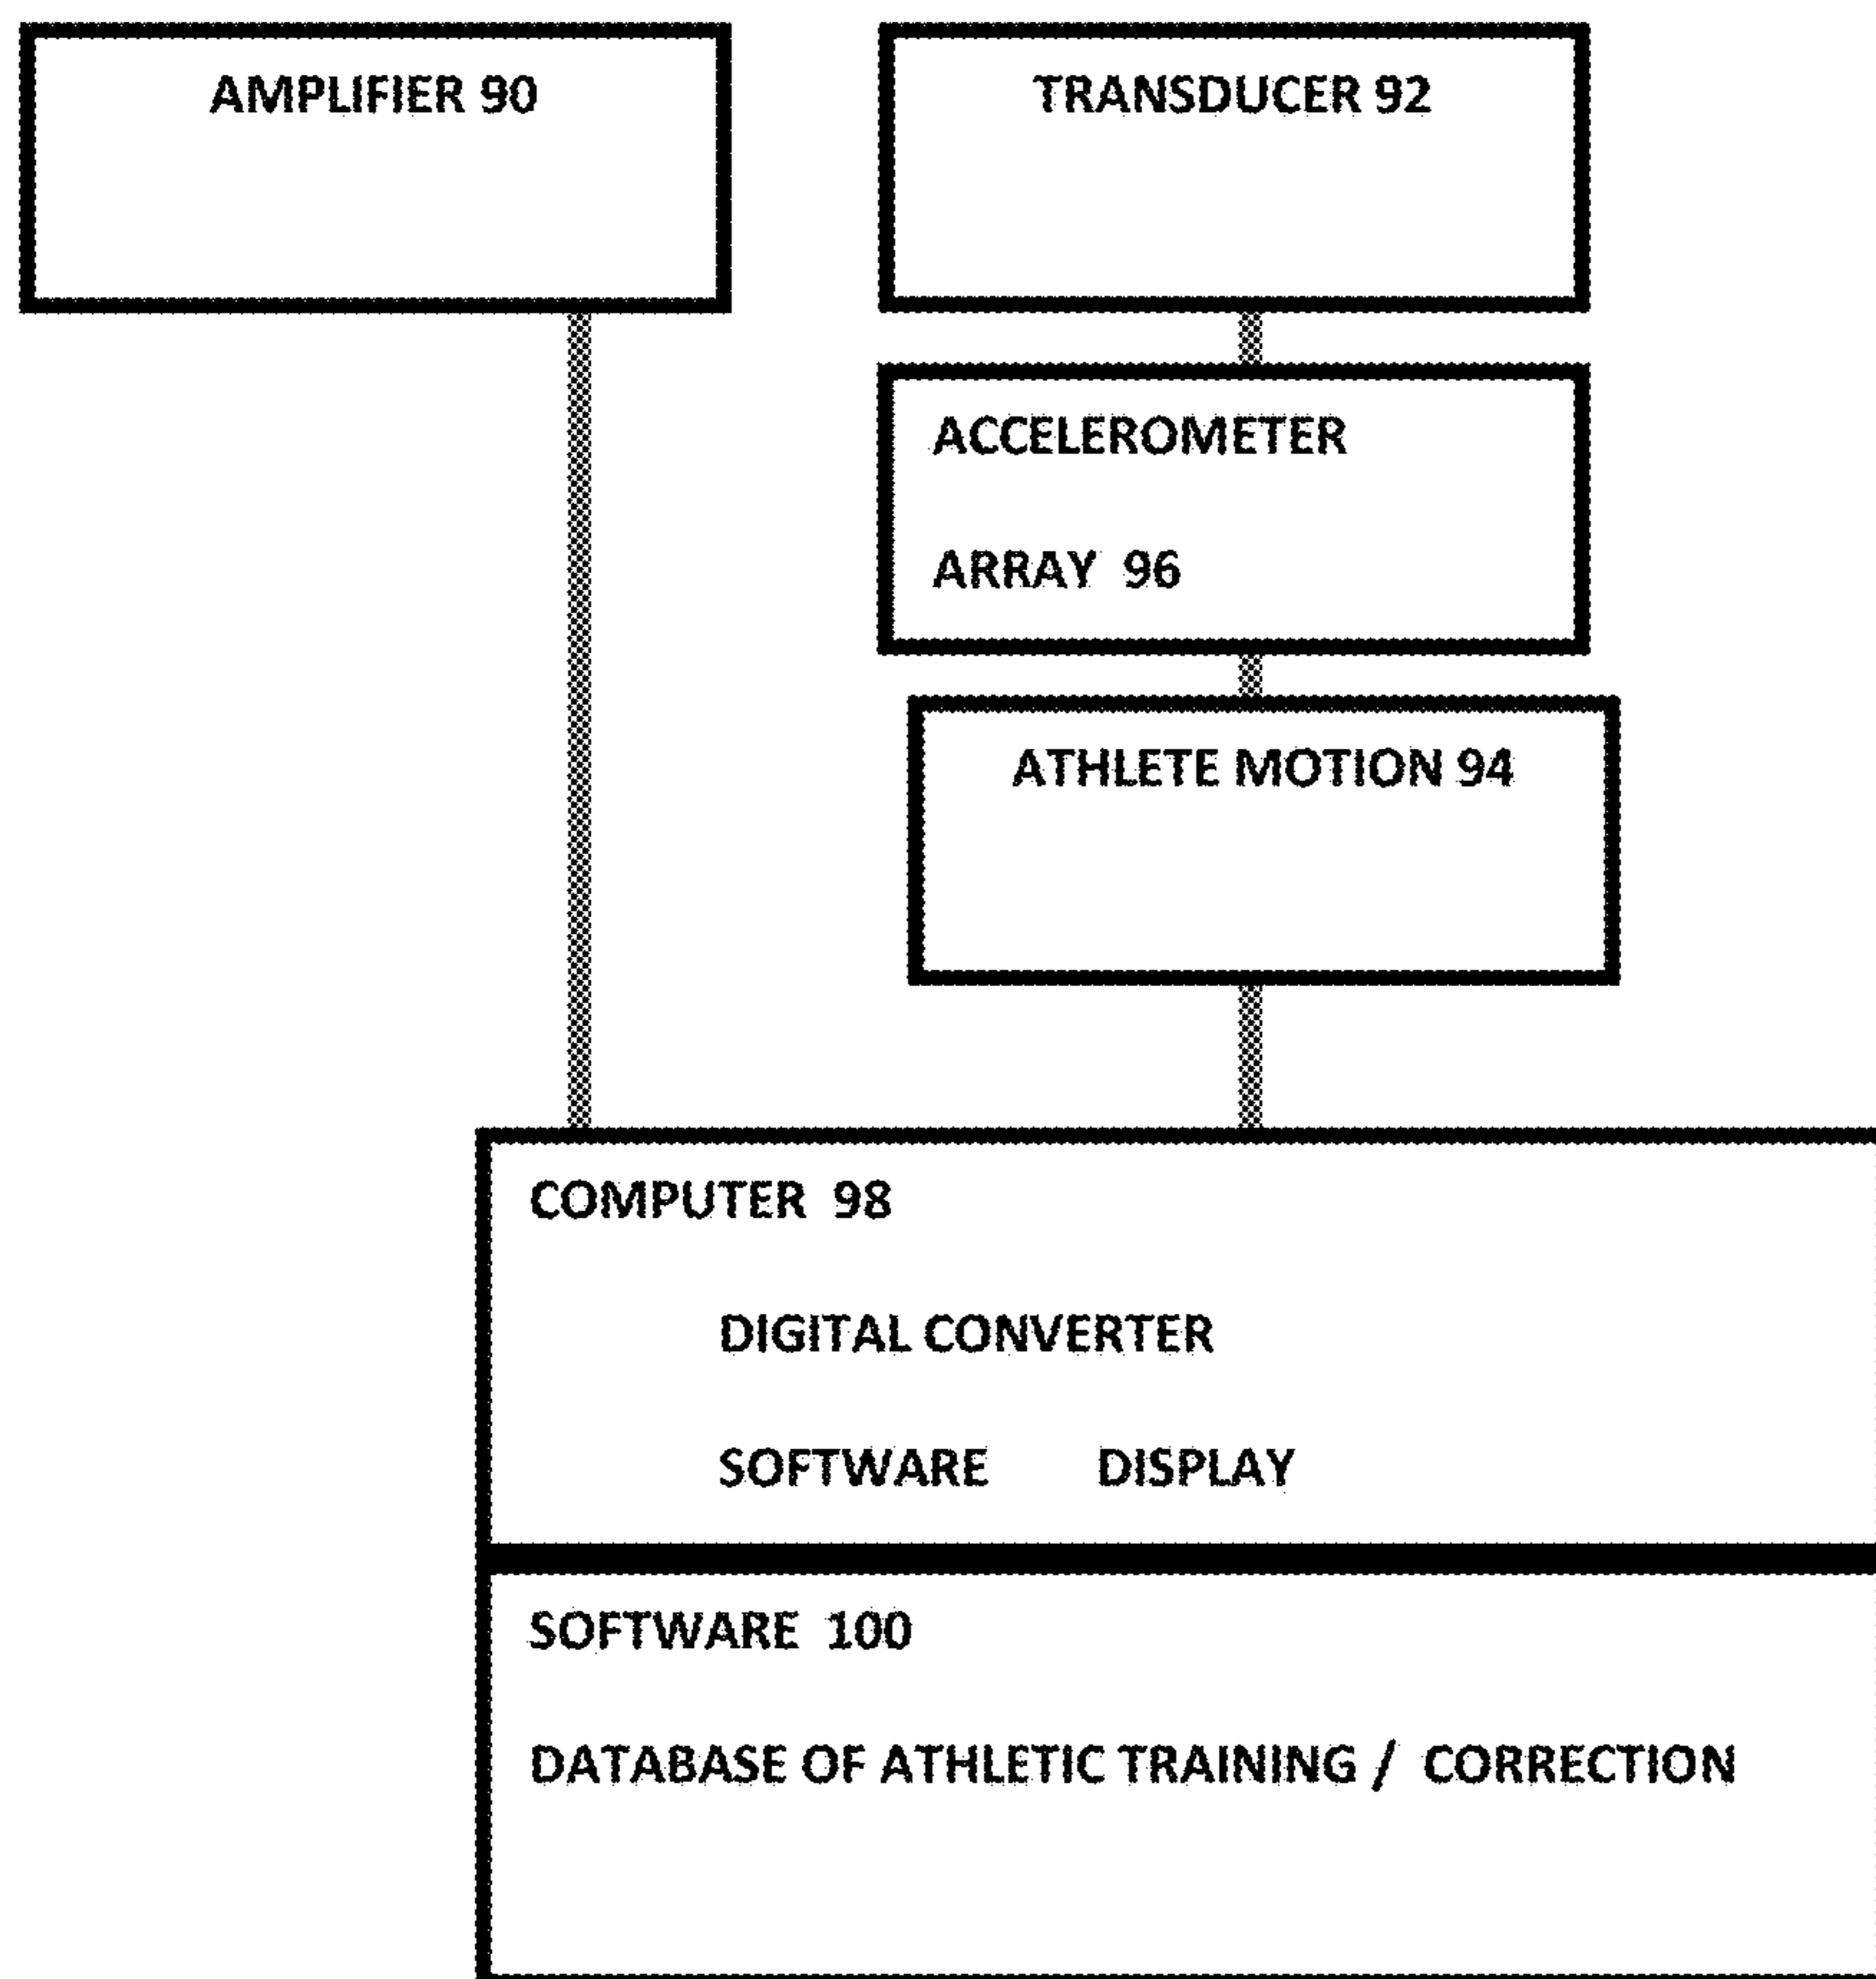 AMPLIFIER 90
TRANSDUCER 92
ACCELEROMETER
ARRAY 96
ATHLETE MOTION 94
COMPUTER 98
DIGITAL CONVERTER
SOFTWARE DISPLAY
SOFTWARE 100
DATABASE OF ATHLETIC TRAINING / CORRECTION